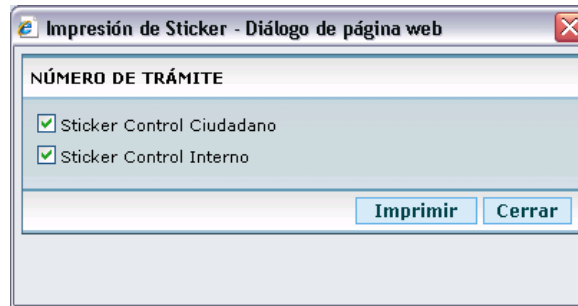 Impresión de Sticker - Diálogo de página web
NÚMERO DE TRÁMITE
Sticker Control Ciudadano
Sticker Control Interno
Imprimir Cerrar